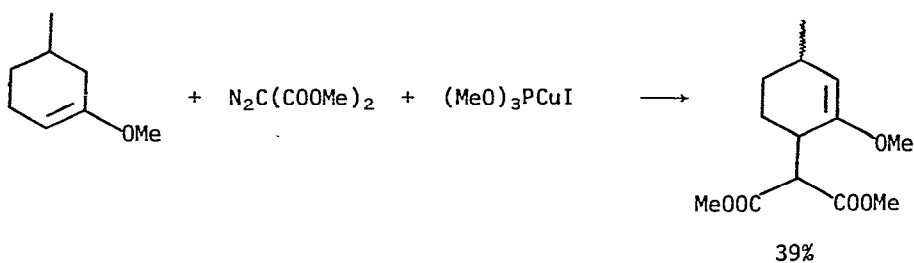 + N₂C(COOMe)₂ + (MeO)₃PCuI ⟶
OMe
OMe
MeOOC COOMe
39%